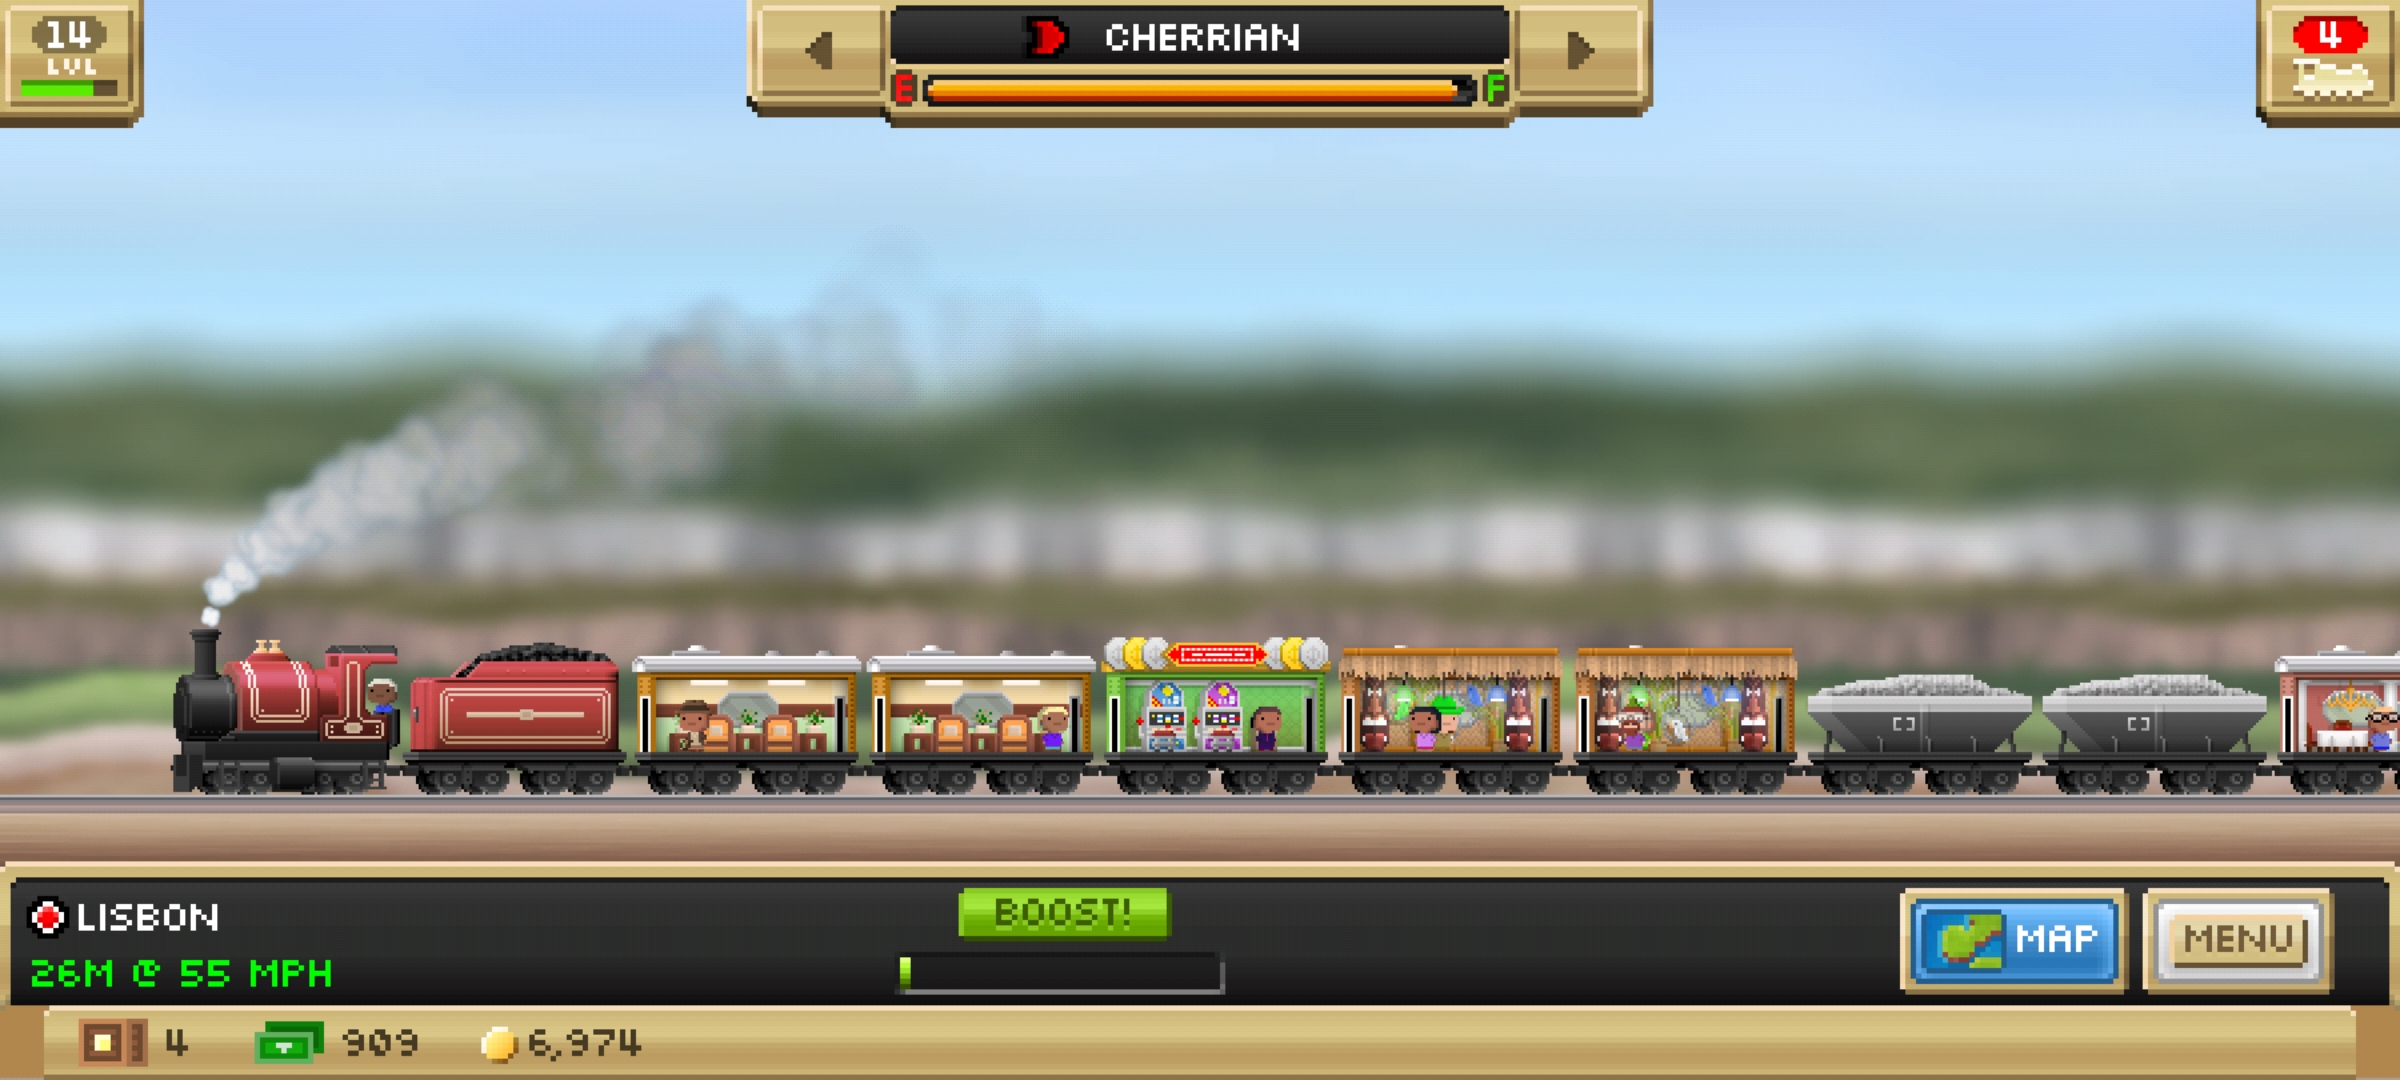 14
LVL
CHERRIAN
E F
4
LISBON
BOOST!
26M @ 55 MPH
MAP
MENU
4 909 6,974